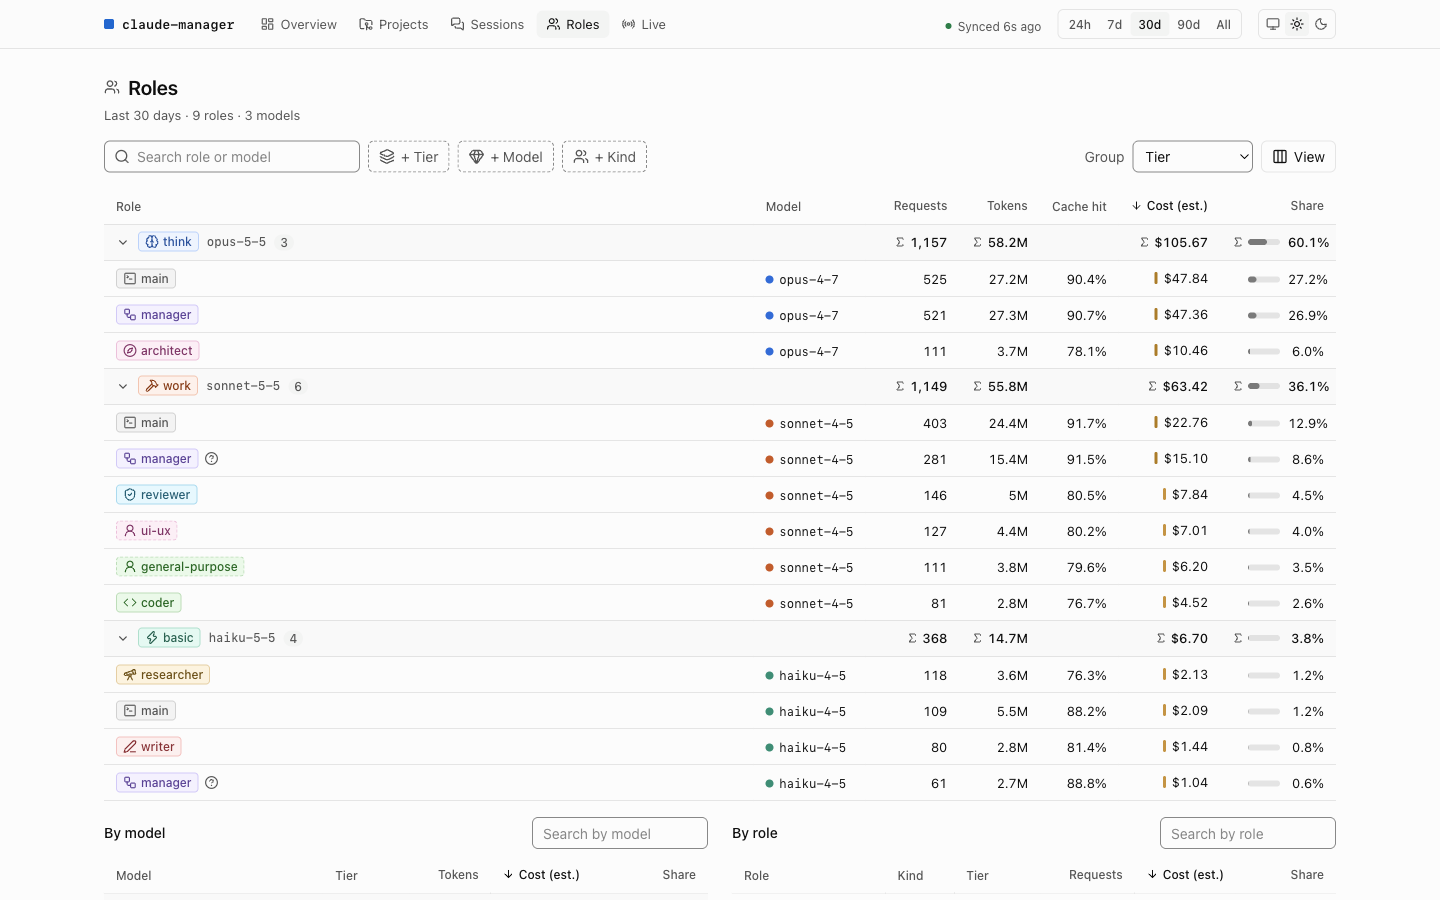 claude-manager Overview Projects Sessions Roles Live Synced 6s ago 24h 7d 30d 90d All
Roles
Last 30 days · 9 roles · 3 models
Search role or model + Tier + Model + Kind Group Tier View
Role Model Requests Tokens Cache hit ↓ Cost (est.) Share
think opus-5-5 3 Σ 1,157 Σ 58.2M Σ $105.67 Σ 60.1%
main opus-4-7 525 27.2M 90.4% $47.84 27.2%
manager opus-4-7 521 27.3M 90.7% $47.36 26.9%
architect opus-4-7 111 3.7M 78.1% $10.46 6.0%
work sonnet-5-5 6 Σ 1,149 Σ 55.8M Σ $63.42 Σ 36.1%
main sonnet-4-5 403 24.4M 91.7% $22.76 12.9%
manager sonnet-4-5 281 15.4M 91.5% $15.10 8.6%
reviewer sonnet-4-5 146 5M 80.5% $7.84 4.5%
ui-ux sonnet-4-5 127 4.4M 80.2% $7.01 4.0%
general-purpose sonnet-4-5 111 3.8M 79.6% $6.20 3.5%
coder sonnet-4-5 81 2.8M 76.7% $4.52 2.6%
basic haiku-5-5 4 Σ 368 Σ 14.7M Σ $6.70 Σ 3.8%
researcher haiku-4-5 118 3.6M 76.3% $2.13 1.2%
main haiku-4-5 109 5.5M 88.2% $2.09 1.2%
writer haiku-4-5 80 2.8M 81.4% $1.44 0.8%
manager haiku-4-5 61 2.7M 88.8% $1.04 0.6%
By model Search by model By role Search by role
Model Tier Tokens ↓ Cost (est.) Share Role Kind Tier Requests ↓ Cost (est.) Share